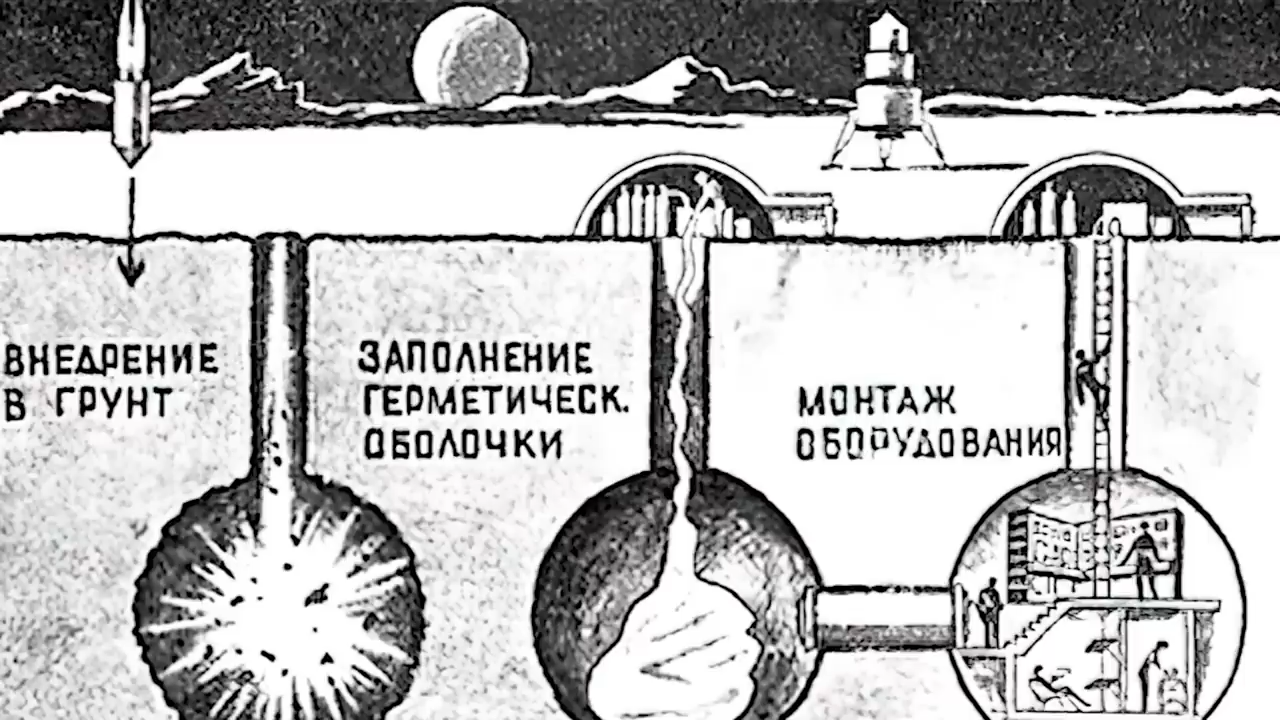 ВНЕДРЕНИЕ
В ГРУНТ
ЗАПОЛНЕНИЕ
ГЕРМЕТИЧЕСК.
ОБОЛОЧКИ
МОНТАЖ
ОБОРУДОВАНИЯ